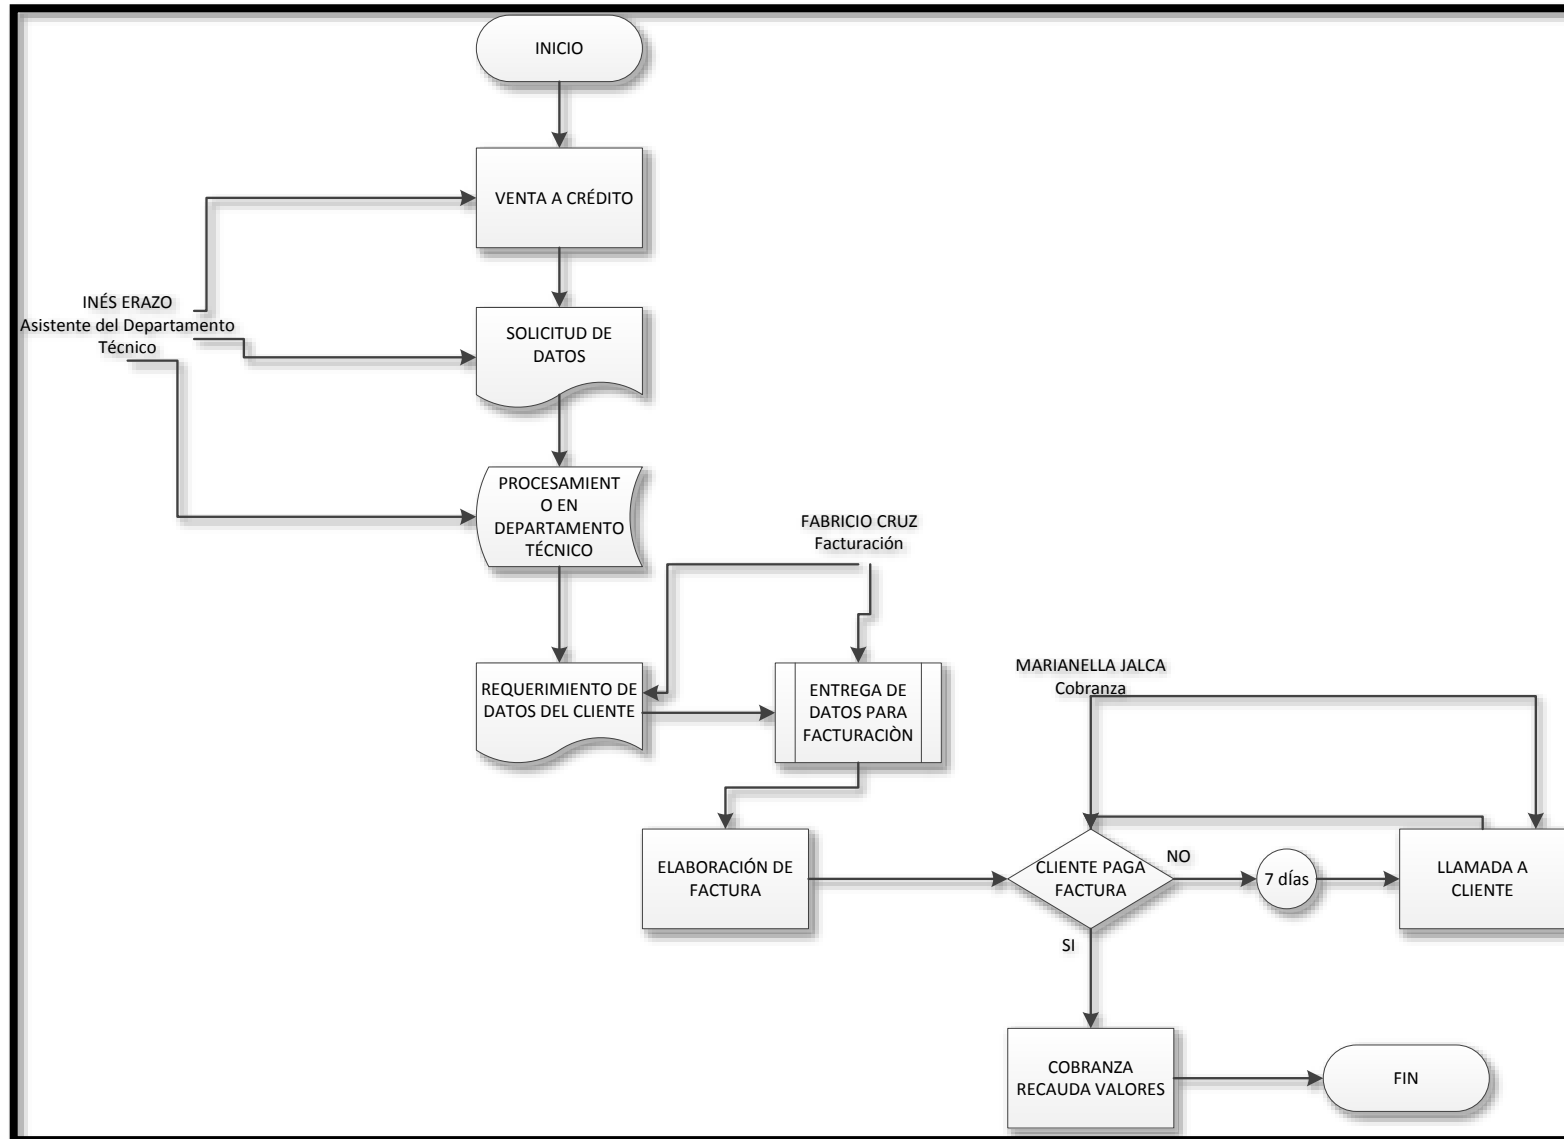 INICIO
VENTA A CRÉDITO
INÉS ERAZO
Asistente del Departamento
Técnico
SOLICITUD DE
DATOS
PROCESAMIENT
O EN
DEPARTAMENTO
TÉCNICO
FABRICIO CRUZ
Facturación
REQUERIMIENTO DE
DATOS DEL CLIENTE
ENTREGA DE
DATOS PARA
FACTURACIÒN
MARIANELLA JALCA
Cobranza
ELABORACIÓN DE
FACTURA
CLIENTE PAGA
FACTURA
NO
7 dÍas
LLAMADA A
CLIENTE
SI
COBRANZA
RECAUDA VALORES
FIN